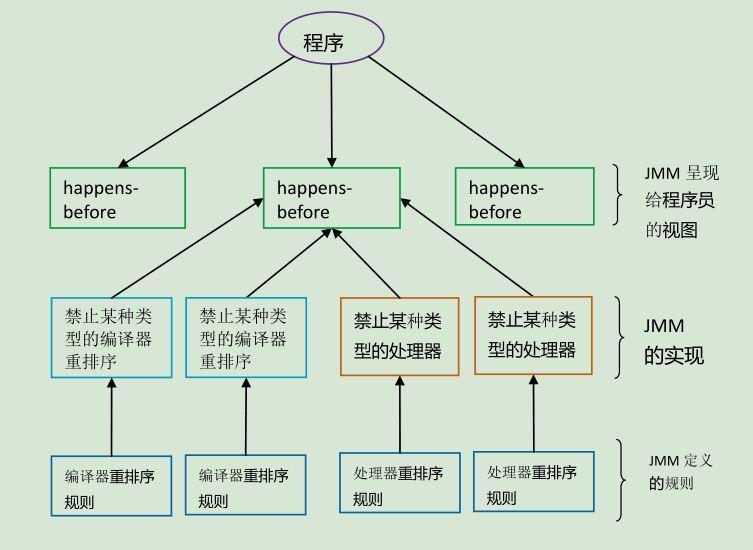 程序
happens-
before
happens-
before
happens-
before
JMM 呈现
给程序员
的视图
禁止某种类
型的编译器
重排序
禁止某种类
型的编译器
重排序
禁止某种类
型的处理器
禁止某种类
型的处理器
JMM
的实现
编译器重排序
规则
编译器重排序
规则
处理器重排序
规则
处理器重排序
规则
JMM 定义
的规则